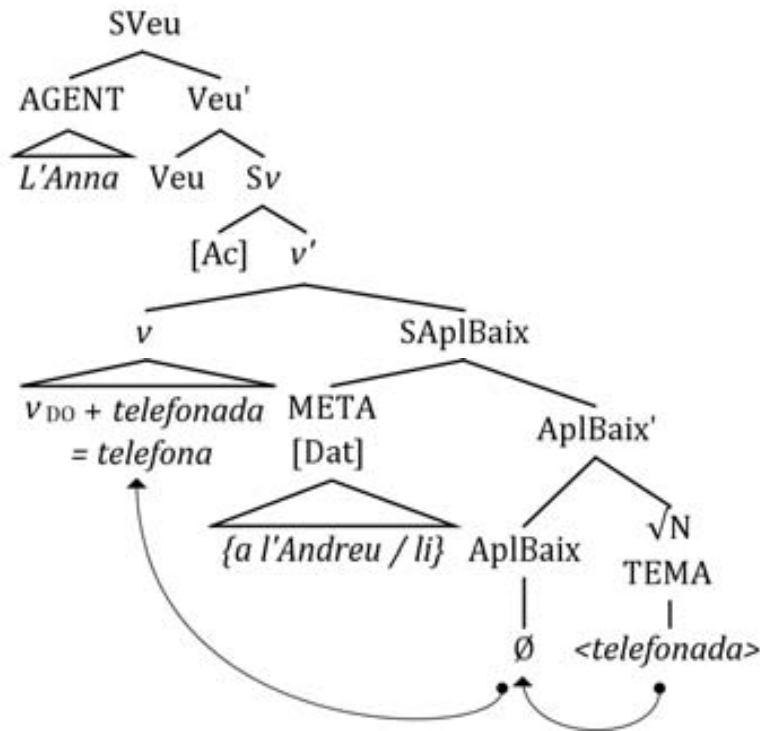 SVeu
AGENT Veu'
L'Anna Veu Sv
[Ac] v'
v SAplBaix
v DO + telefonada META AplBaix'
= telefona [Dat]
{a l'Andreu / li} AplBaix √N
TEMA
Ø <telefonada>